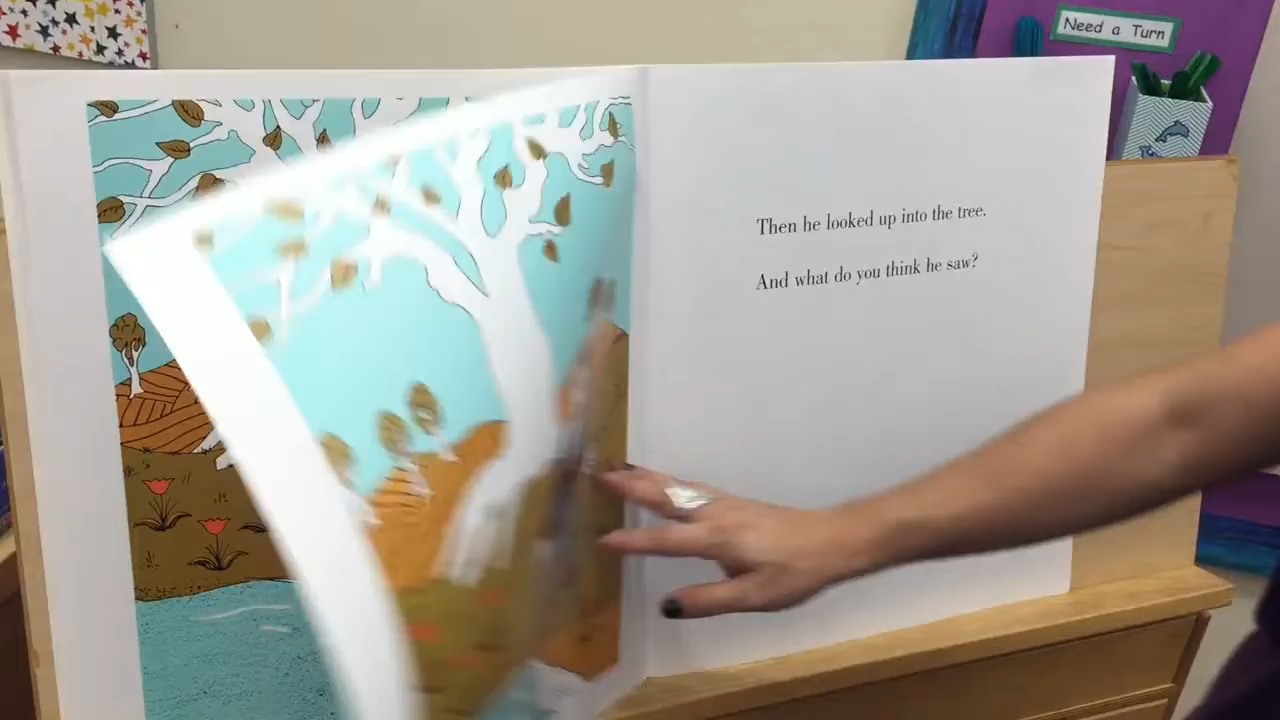 Need a Turn
Then he looked up into the tree.
And what do you think he saw?